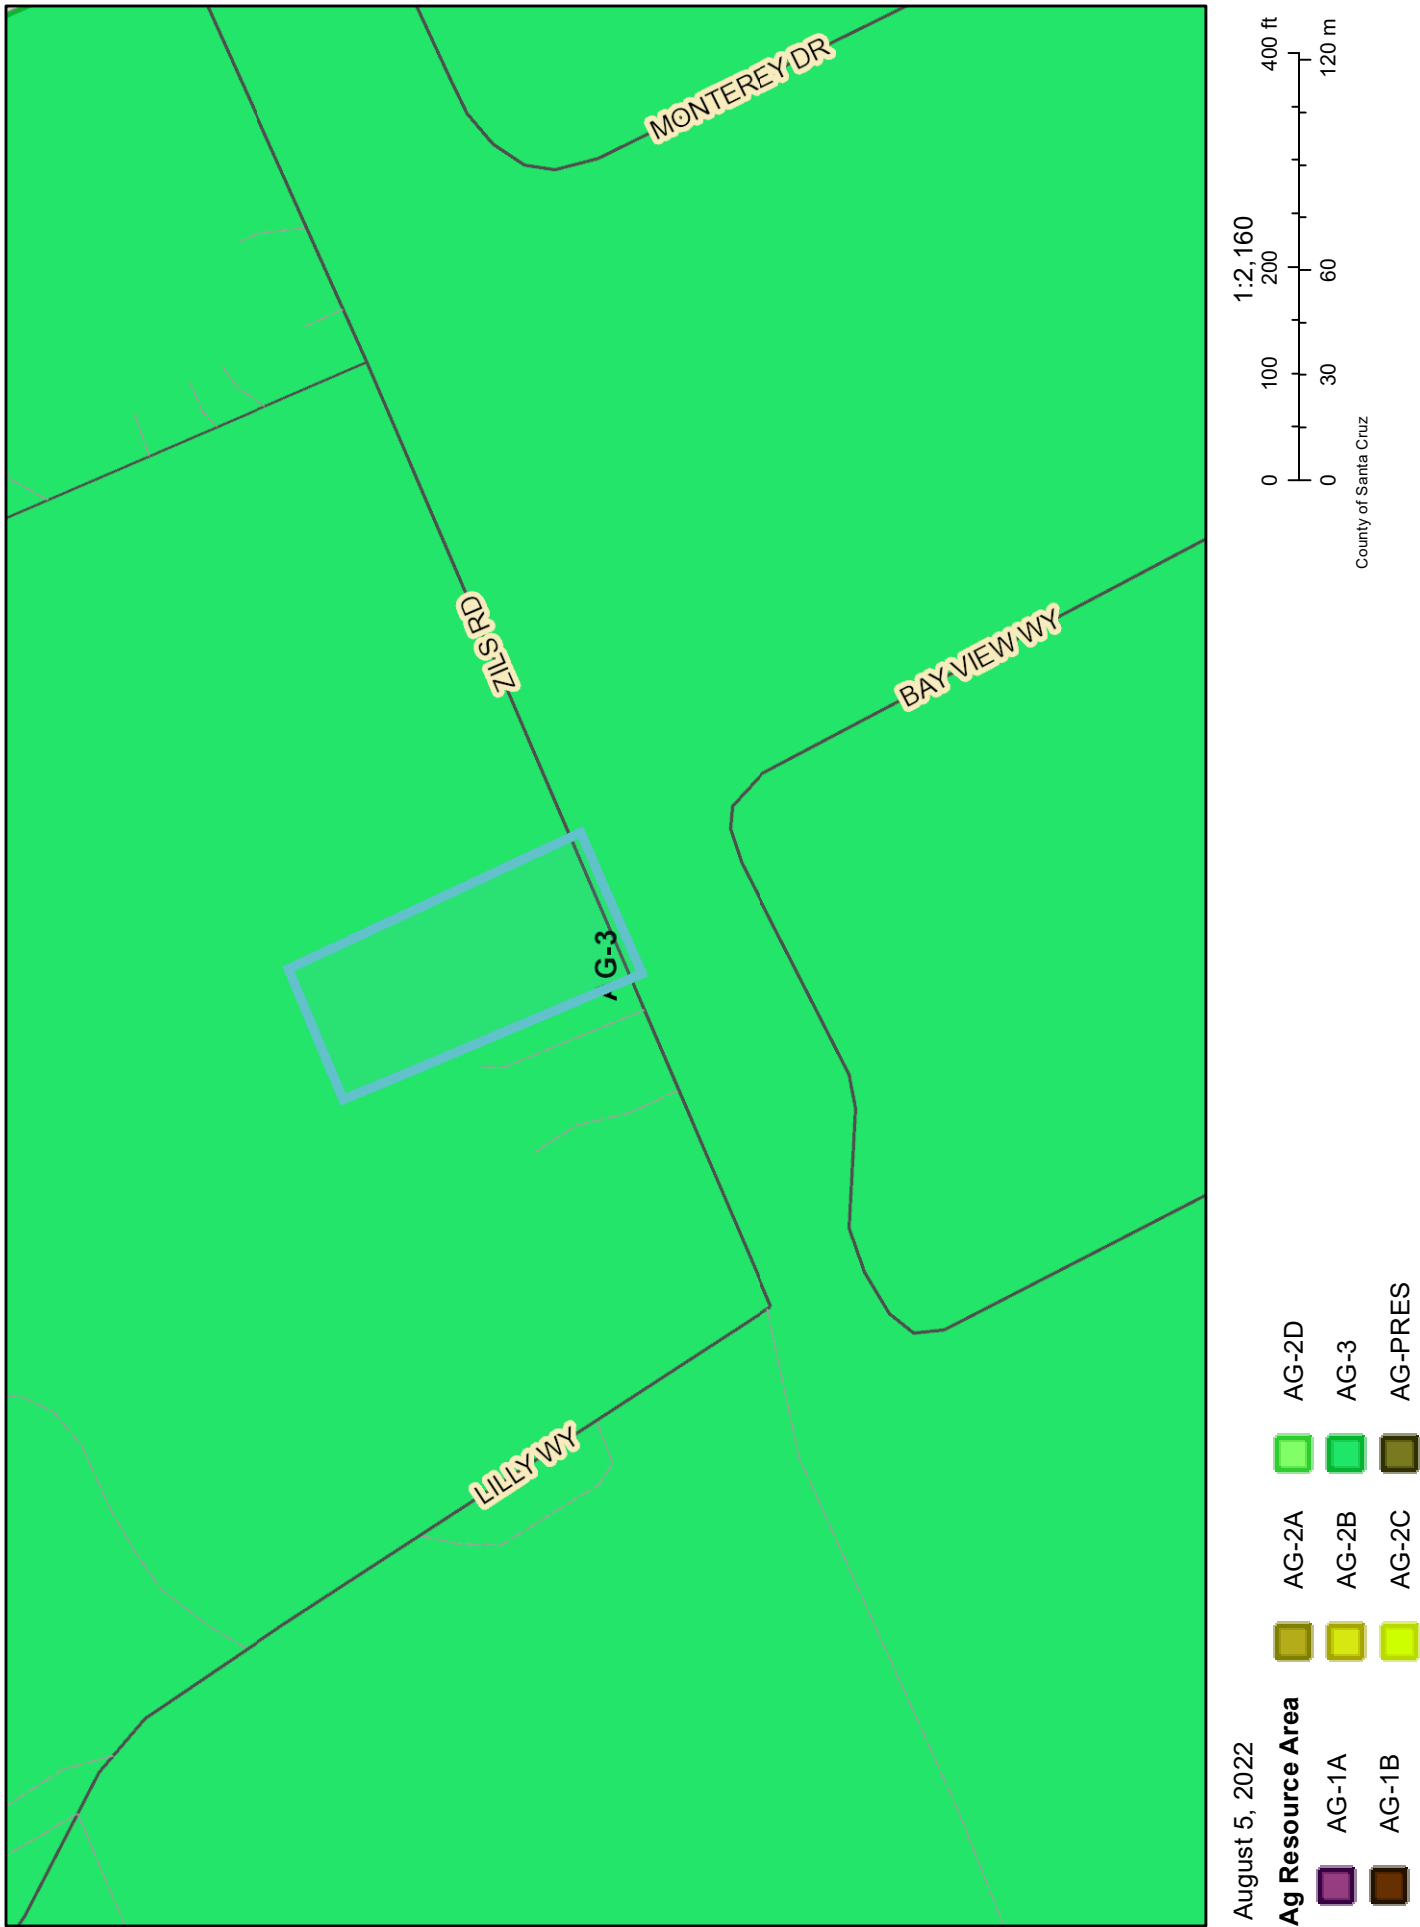 LILLY WY
ZILS RD
MONTEREY DR
G-3
BAY VIEW WY
August 5, 2022
1:2,160
0 100 200 400 ft
0 30 60 120 m
County of Santa Cruz
Ag Resource Area
AG-1A
AG-1B
AG-2A
AG-2B
AG-2C
AG-2D
AG-3
AG-PRES